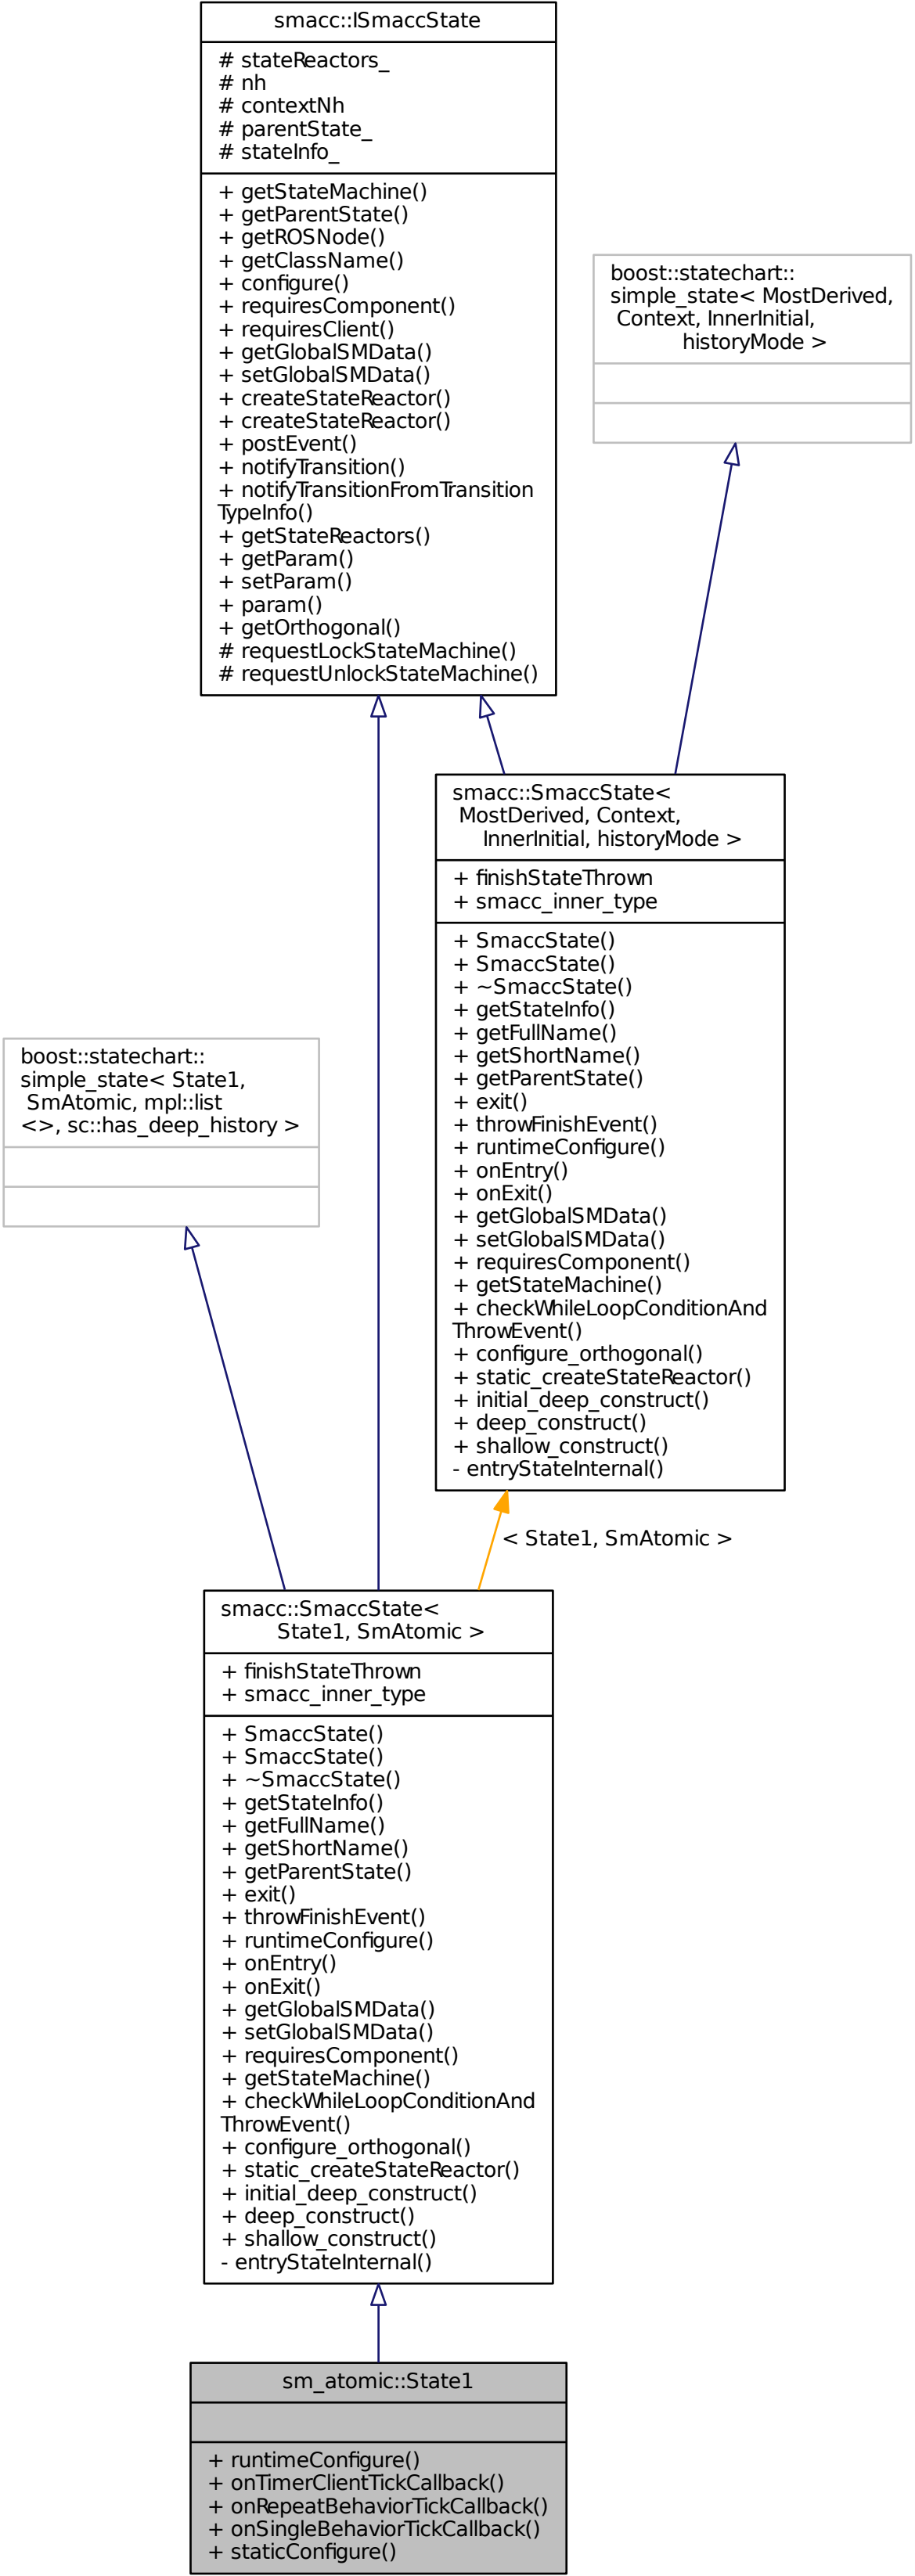 smacc::ISmaccState
# stateReactors_
# nh
# contextNh
# parentState_
# stateInfo_
+ getStateMachine()
+ getParentState()
+ getROSNode()
+ getClassName()
+ configure()
+ requiresComponent()
+ requiresClient()
+ getGlobalSMData()
+ setGlobalSMData()
+ createStateReactor()
+ createStateReactor()
+ postEvent()
+ notifyTransition()
+ notifyTransitionFromTransition
TypeInfo()
+ getStateReactors()
+ getParam()
+ setParam()
+ param()
+ getOrthogonal()
# requestLockStateMachine()
# requestUnlockStateMachine()
boost::statechart::
simple_state< MostDerived,
Context, InnerInitial,
historyMode >
smacc::SmaccState<
MostDerived, Context,
InnerInitial, historyMode >
+ finishStateThrown
+ smacc_inner_type
+ SmaccState()
+ SmaccState()
+ ~SmaccState()
+ getStateInfo()
+ getFullName()
+ getShortName()
+ getParentState()
+ exit()
+ throwFinishEvent()
+ runtimeConfigure()
+ onEntry()
+ onExit()
+ getGlobalSMData()
+ setGlobalSMData()
+ requiresComponent()
+ getStateMachine()
+ checkWhileLoopConditionAnd
ThrowEvent()
+ configure_orthogonal()
+ static_createStateReactor()
+ initial_deep_construct()
+ deep_construct()
+ shallow_construct()
- entryStateInternal()
boost::statechart::
simple_state< State1,
SmAtomic, mpl::list
<>, sc::has_deep_history >
< State1, SmAtomic >
smacc::SmaccState<
State1, SmAtomic >
+ finishStateThrown
+ smacc_inner_type
+ SmaccState()
+ SmaccState()
+ ~SmaccState()
+ getStateInfo()
+ getFullName()
+ getShortName()
+ getParentState()
+ exit()
+ throwFinishEvent()
+ runtimeConfigure()
+ onEntry()
+ onExit()
+ getGlobalSMData()
+ setGlobalSMData()
+ requiresComponent()
+ getStateMachine()
+ checkWhileLoopConditionAnd
ThrowEvent()
+ configure_orthogonal()
+ static_createStateReactor()
+ initial_deep_construct()
+ deep_construct()
+ shallow_construct()
- entryStateInternal()
sm_atomic::State1
+ runtimeConfigure()
+ onTimerClientTickCallback()
+ onRepeatBehaviorTickCallback()
+ onSingleBehaviorTickCallback()
+ staticConfigure()